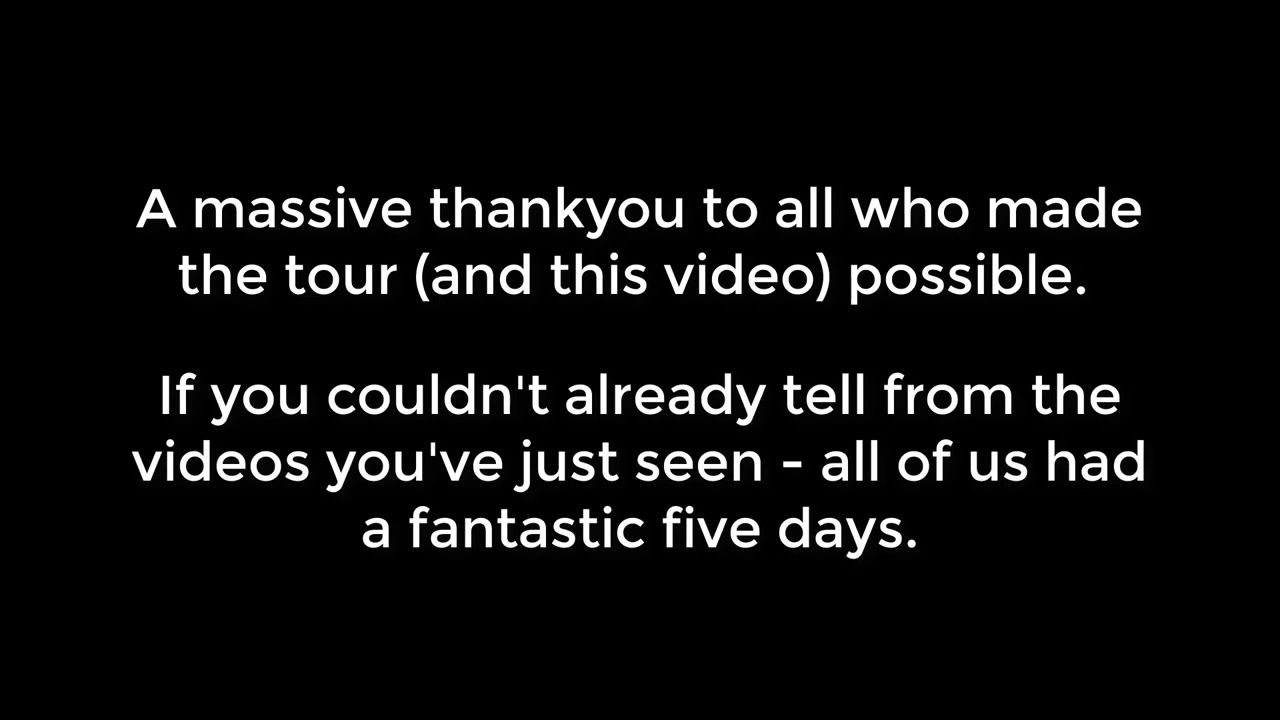 A massive thankyou to all who made
the tour (and this video) possible.
If you couldn't already tell from the
videos you've just seen - all of us had
a fantastic five days.